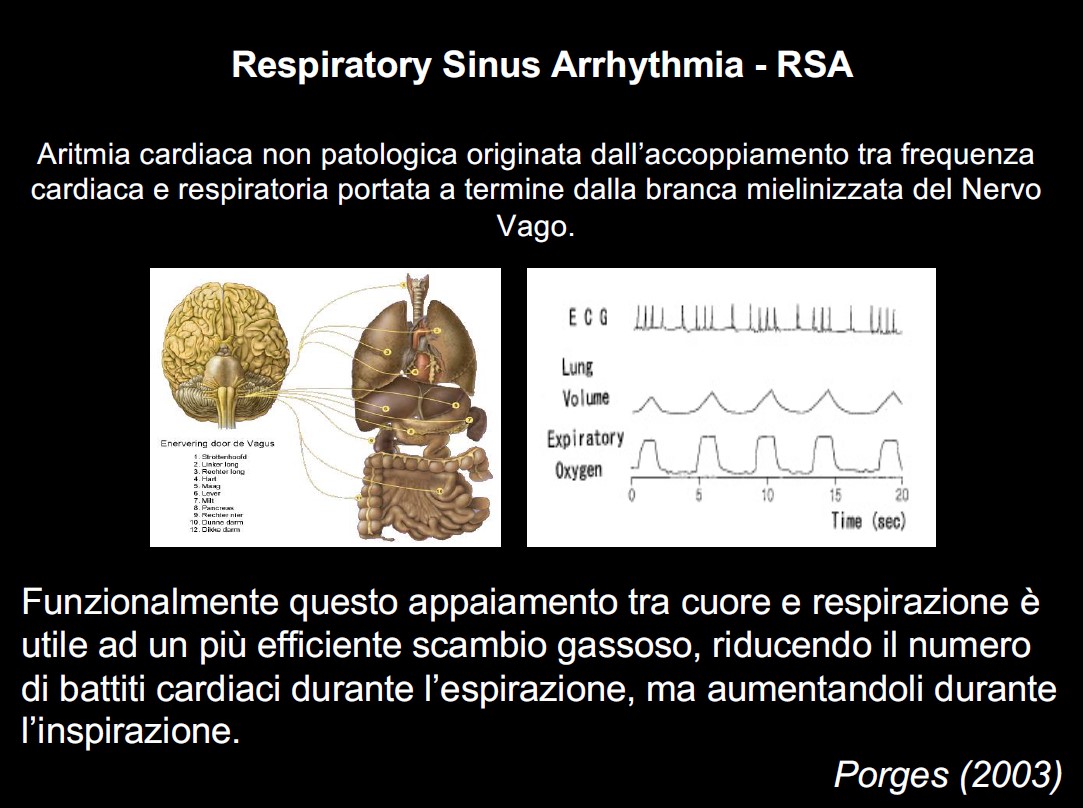 Respiratory Sinus Arrhythmia - RSA
Aritmia cardiaca non patologica originata dall’accoppiamento tra frequenza
cardiaca e respiratoria portata a termine dalla branca mielinizzata del Nervo
Vago.
Enervering door de Vagus
1. Strottenhoofd
2. Linker long
3. Rechter long
4. Hart
5. Maag
6. Lever
7. Milt
8. Pancreas
9. Rechter nier
10. Dunne darm
12. Dikke darm
ECG
Lung
Volume
Expiratory
Oxygen
0 5 10 15 20
Time (sec)
Funzionalmente questo appaiamento tra cuore e respirazione è
utile ad un più efficiente scambio gassoso, riducendo il numero
di battiti cardiaci durante l’espirazione, ma aumentandoli durante
l’inspirazione.
Porges (2003)